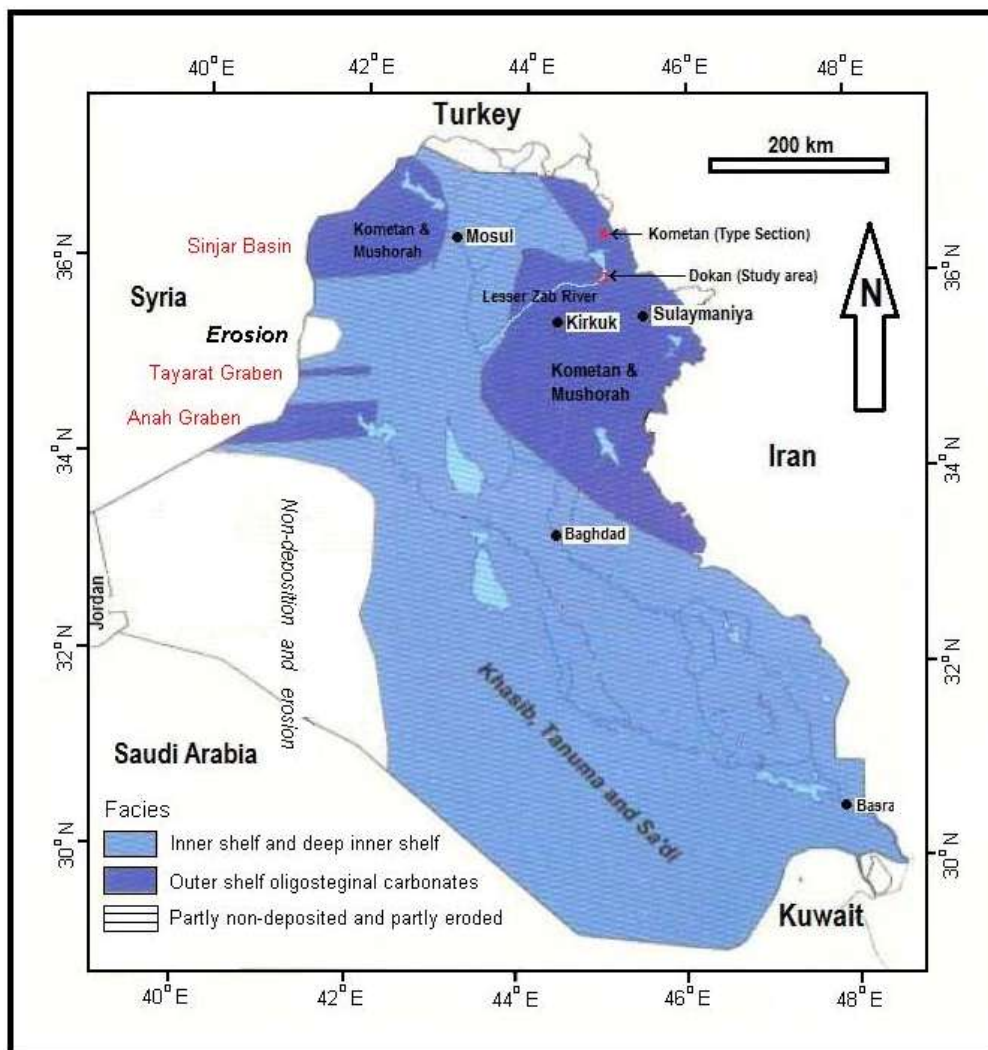 40°E 42°E 44°E 46°E 48°E
Turkey
200 km
Kometan &
Mushorah
Mosul
Kometan (Type Section)
Sinjar Basin
36°N
36°N
Dokan (Study area)
Syria
Lesser Zab River
N
Erosion
Kirkuk
Sulaymaniya
Tayarat Graben
Kometan &
Mushorah
Anah Graben
34°N
34°N
Iran
Non-deposition and erosion
Baghdad
Jordan
32°N
32°N
Khasib, Tanuma and Sa'di
Saudi Arabia
Facies
Basra
Inner shelf and deep inner shelf
30°N
30°N
Outer shelf oligosteginal carbonates
Partly non-deposited and partly eroded
Kuwait
40°E 42°E 44°E 46°E 48°E